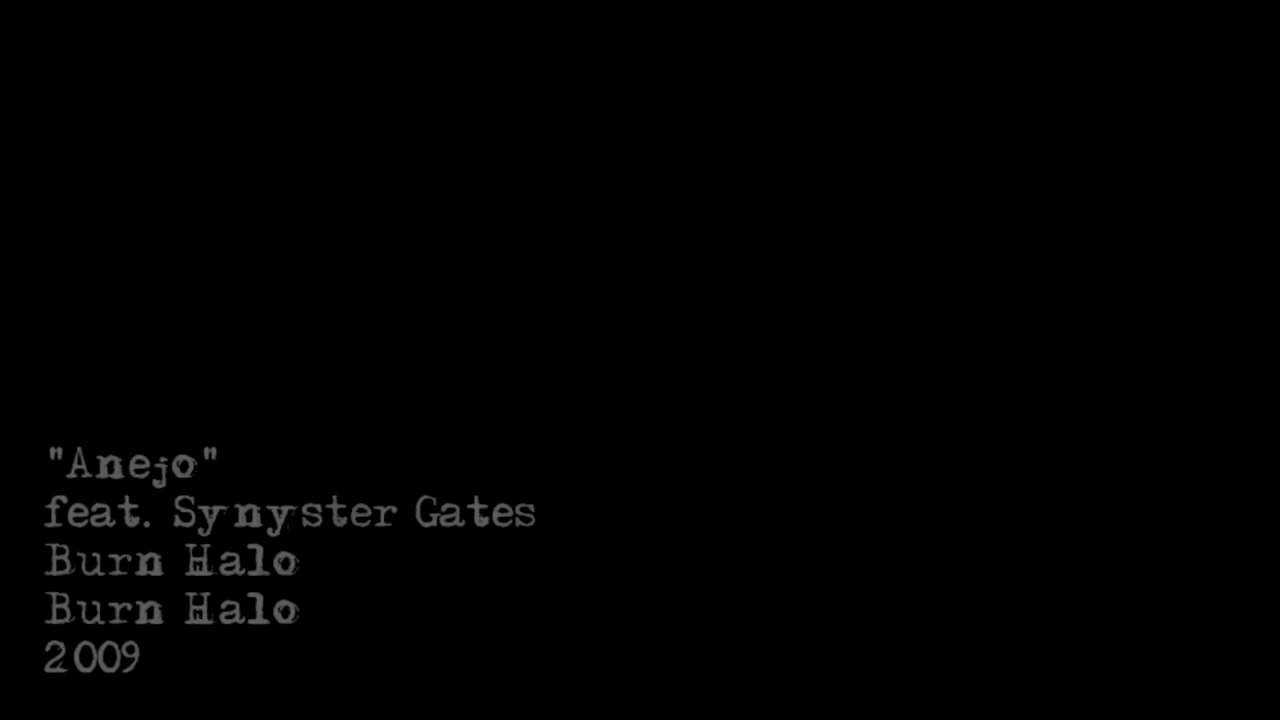 "Anejo"
feat. Synyster Gates
Burn Halo
Burn Halo
2009